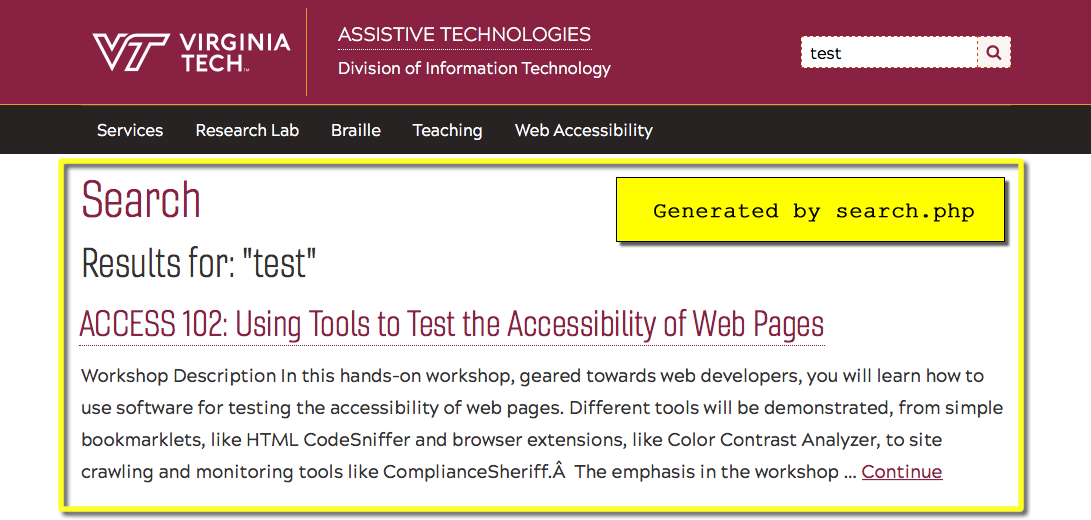 VIRGINIA
TECH™
ASSISTIVE TECHNOLOGIES
Division of Information Technology
test
Services Research Lab Braille Teaching Web Accessibility
Search
Generated by search.php
Results for: "test"
ACCESS 102: Using Tools to Test the Accessibility of Web Pages
Workshop Description In this hands-on workshop, geared towards web developers, you will learn how to
use software for testing the accessibility of web pages. Different tools will be demonstrated, from simple
bookmarklets, like HTML CodeSniffer and browser extensions, like Color Contrast Analyzer, to site
crawling and monitoring tools like ComplianceSheriff.Â The emphasis in the workshop ... Continue